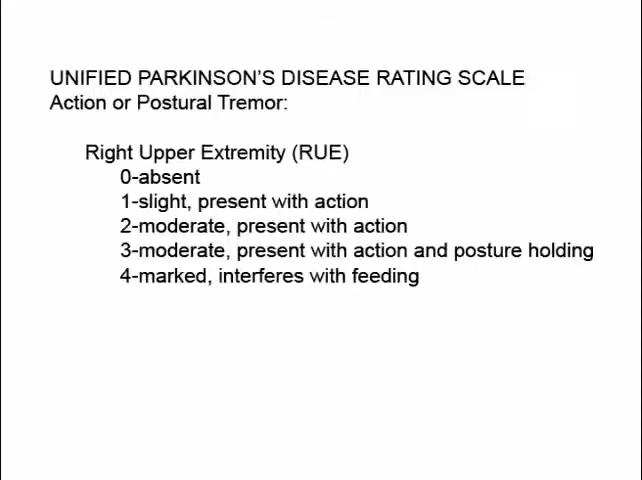 UNIFIED PARKINSON'S DISEASE RATING SCALE
Action or Postural Tremor:
Right Upper Extremity (RUE)
0-absent
1-slight, present with action
2-moderate, present with action
3-moderate, present with action and posture holding
4-marked, interferes with feeding